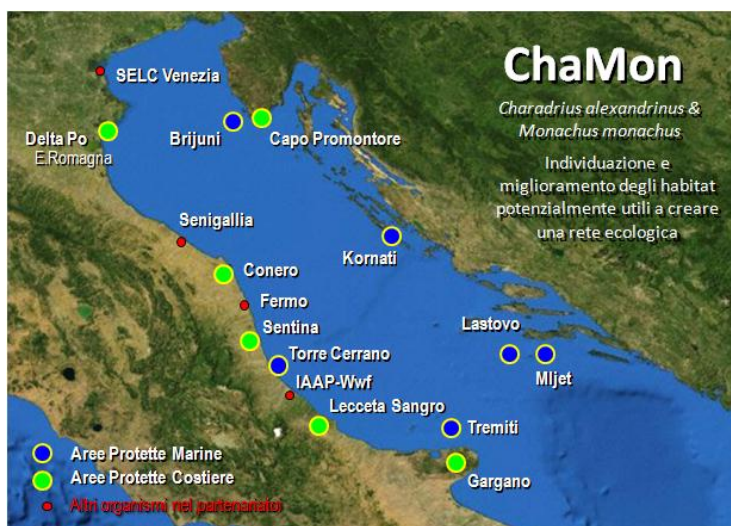 ChaMon
Charadrius alexandrinus &
Monachus monachus
Individuazione e
miglioramento degli habitat
potenzialmente utili a creare
una rete ecologica
SELC Venezia
Delta Po
E.Romagna
Brijuni
Capo Promontore
Senigallia
Kornati
Conero
Fermo
Sentina
Lastovo
Torre Cerrano
Mljet
IAAP-Wwf
Lecceta Sangro
Tremiti
Gargano
Aree Protette Marine
Aree Protette Costiere
Altri organismi nel partenariato